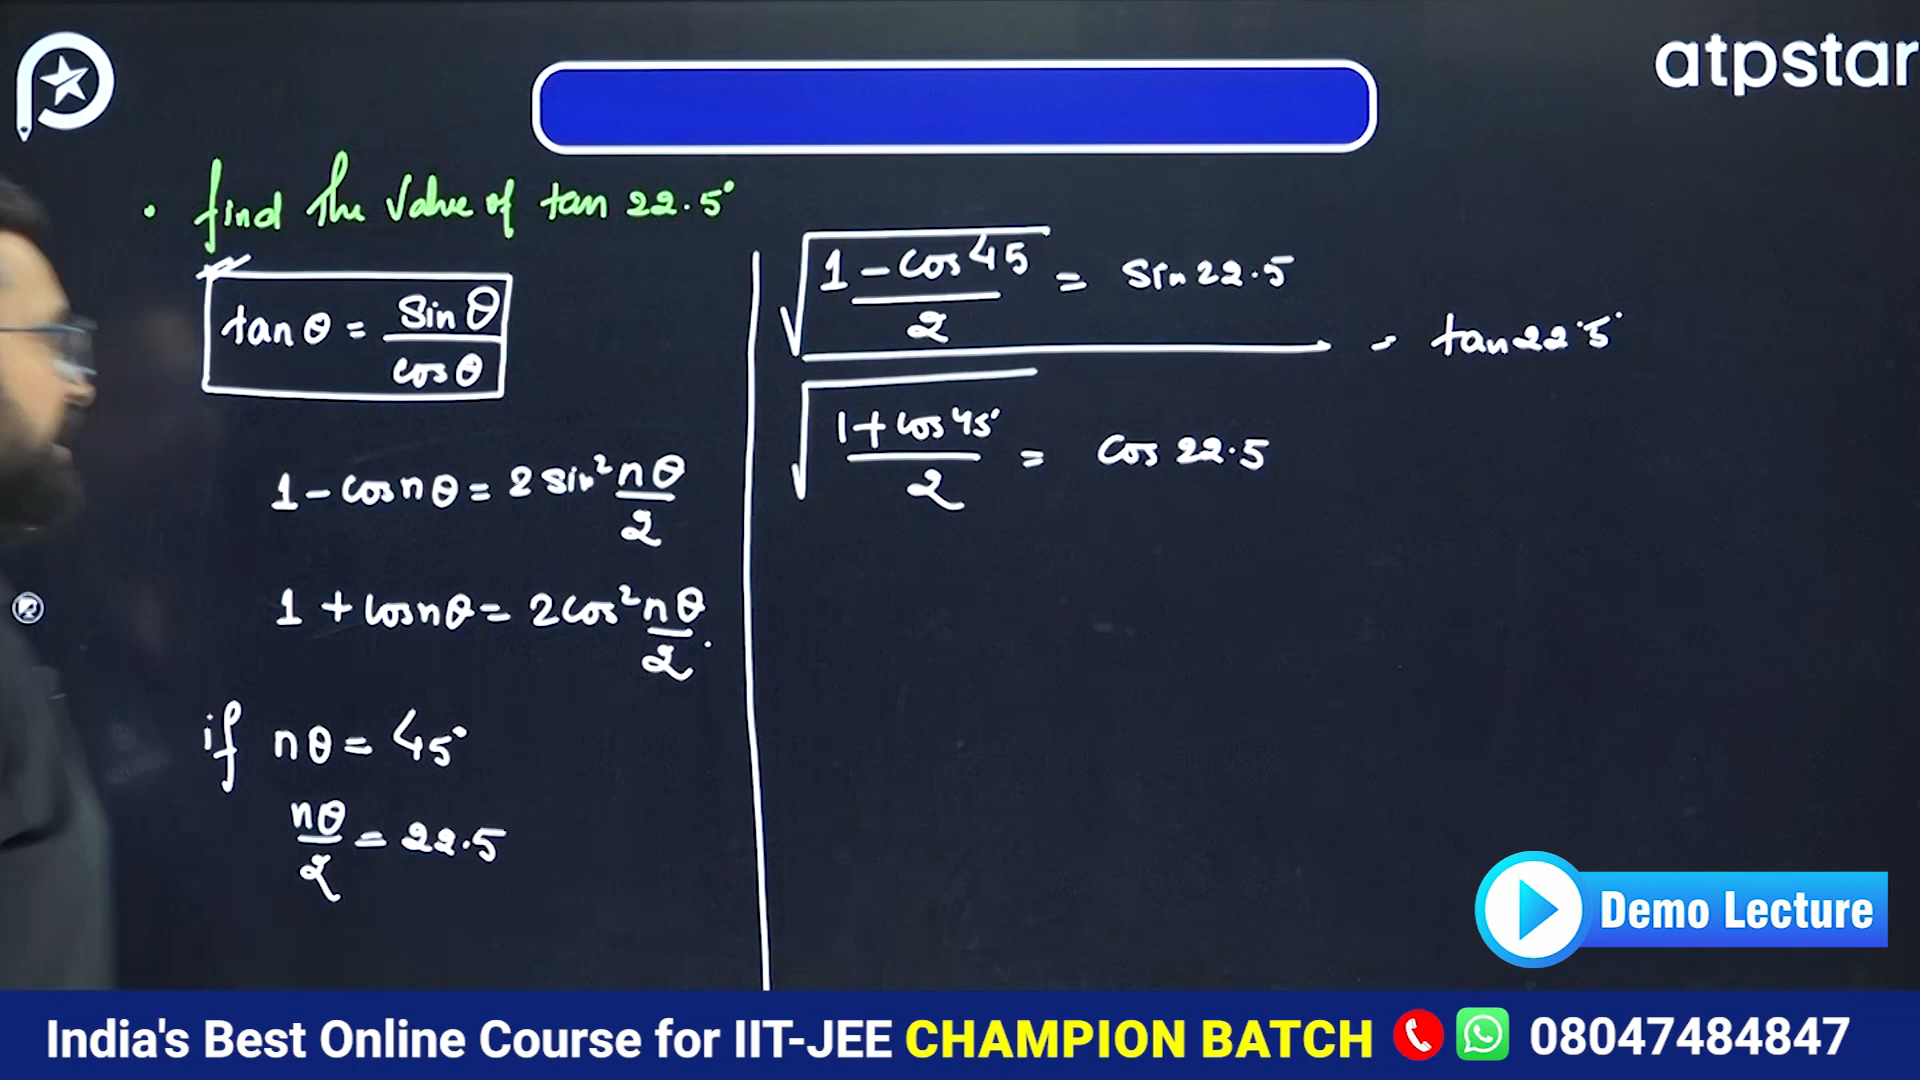 atpstar
• find the value of tan 22.5°
tan θ = sin θ / cos θ
1 - cos nθ = 2 sin² nθ/2
1 + cos nθ = 2 cos² nθ/2
if nθ = 45°
nθ/2 = 22.5
√(1 - cos 45 / 2) = sin 22.5
= tan 22.5°
√(1 + cos 45° / 2) = cos 22.5
Demo Lecture
India's Best Online Course for IIT-JEE CHAMPION BATCH 08047484847